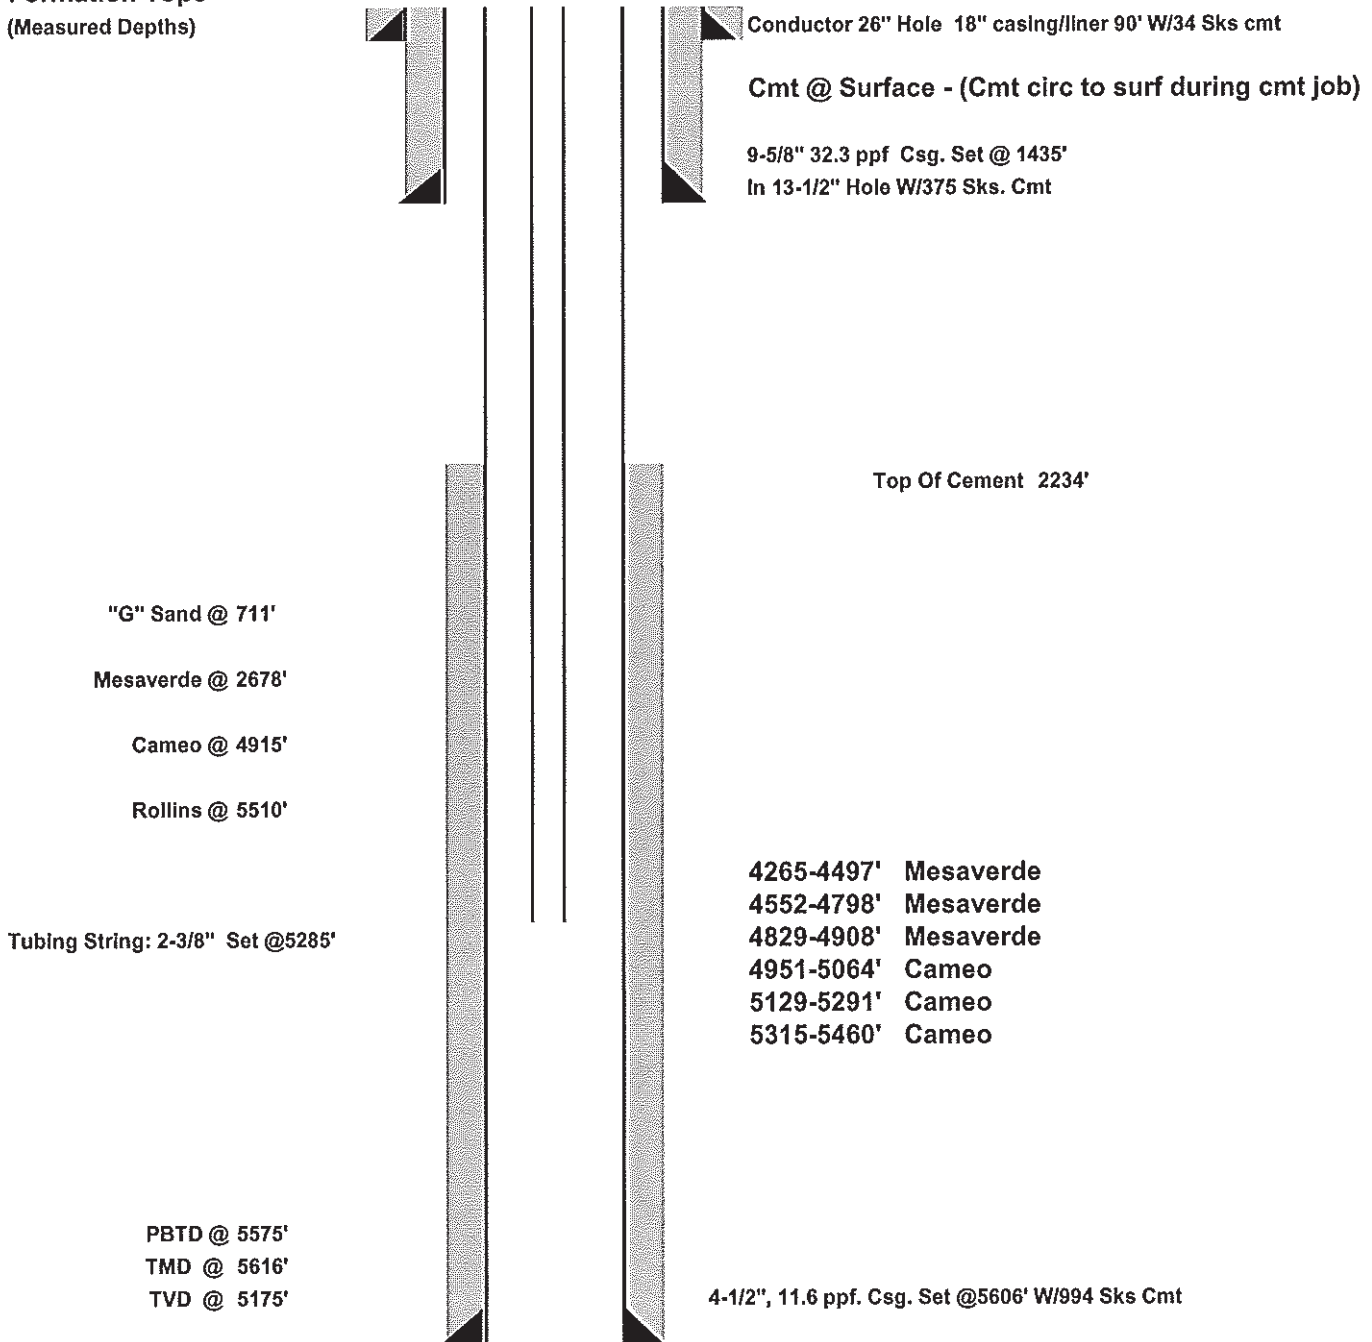 (Measured Depths)
Conductor 26" Hole 18" casing/liner 90' W/34 Sks cmt
Cmt @ Surface - (Cmt circ to surf during cmt job)
9-5/8" 32.3 ppf Csg. Set @ 1435'
In 13-1/2" Hole W/375 Sks. Cmt
Top Of Cement 2234'
"G" Sand @ 711'
Mesaverde @ 2678'
Cameo @ 4915'
Rollins @ 5510'
4265-4497' Mesaverde
4552-4798' Mesaverde
4829-4908' Mesaverde
4951-5064' Cameo
5129-5291' Cameo
5315-5460' Cameo
Tubing String: 2-3/8" Set @5285'
PBTD @ 5575'
TMD @ 5616'
TVD @ 5175'
4-1/2", 11.6 ppf. Csg. Set @5606' W/994 Sks Cmt